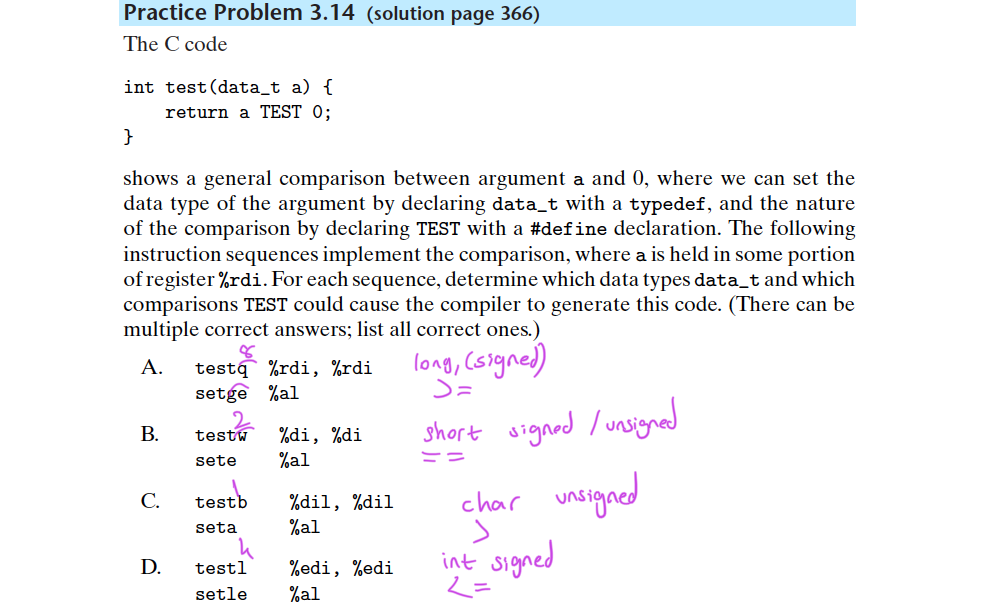 Practice Problem 3.14 (solution page 366)
The C code
int test(data_t a) {
return a TEST 0;
}
shows a general comparison between argument a and 0, where we can set the
data type of the argument by declaring data_t with a typedef, and the nature
of the comparison by declaring TEST with a #define declaration. The following
instruction sequences implement the comparison, where a is held in some portion
of register %rdi. For each sequence, determine which data types data_t and which
comparisons TEST could cause the compiler to generate this code. (There can be
multiple correct answers; list all correct ones.)
8
A. testq %rdi, %rdi long, (signed)
setge %al >=
2
B. testw %di, %di short signed / unsigned
sete %al ==
1
C. testb %dil, %dil char unsigned
seta %al >
4
D. testl %edi, %edi int signed
setle %al <=